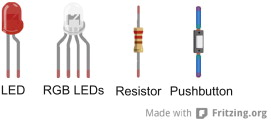 LED RGB LEDs Resistor Pushbutton
Made with Fritzing.org